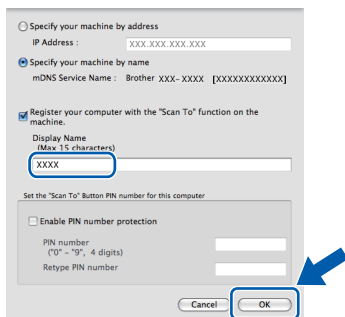 Specify your machine by address
IP Address : XXX.XXX.XXX.XXX
Specify your machine by name
mDNS Service Name : Brother XXX-XXXX [XXXXXXXXXXXX]
Register your computer with the "Scan To" function on the
machine.
Display Name
(Max 15 characters)
XXXX
Set the "Scan To" Button PIN number for this computer
Enable PIN number protection
PIN number
("0" - "9", 4 digits)
Retype PIN number
Cancel OK